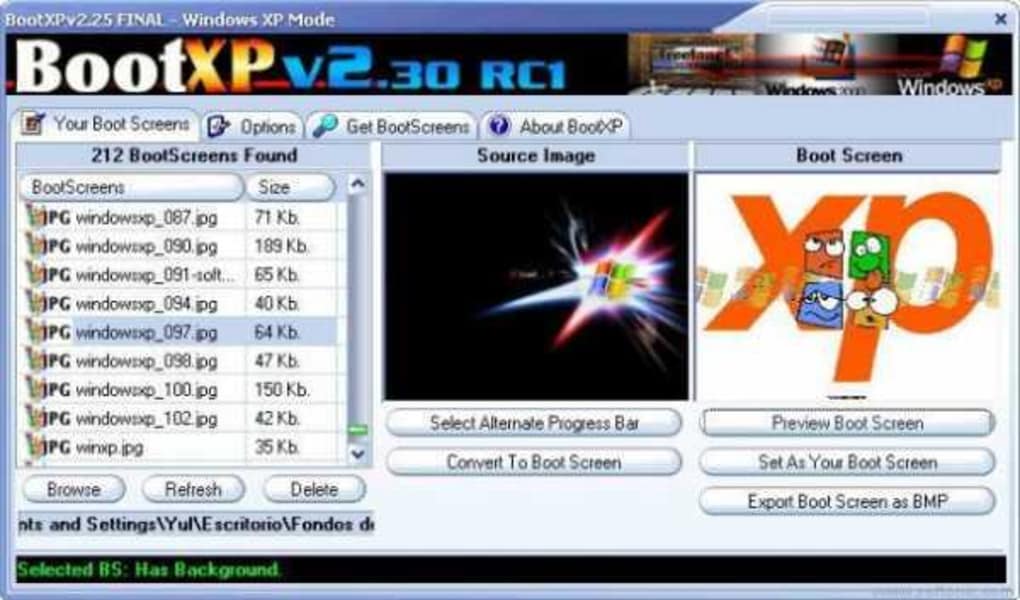 BootXPv2.25 FINAL - Windows XP Mode
BootXP v2.30 RC1
Windows xp
Your Boot Screens
Options
Get BootScreens
About BootXP
212 BootScreens Found
Source Image
Boot Screen
BootScreens Size
JPG windowsxp_087.jpg 71 Kb.
JPG windowsxp_090.jpg 189 Kb.
JPG windowsxp_091-soft... 65 Kb.
JPG windowsxp_094.jpg 40 Kb.
JPG windowsxp_097.jpg 64 Kb.
JPG windowsxp_098.jpg 47 Kb.
JPG windowsxp_100.jpg 150 Kb.
JPG windowsxp_102.jpg 42 Kb.
JPG winxp.jpg 35 Kb.
xp
Select Alternate Progress Bar
Preview Boot Screen
Convert To Boot Screen
Set As Your Boot Screen
Browse
Refresh
Delete
Export Boot Screen as BMP
nts and Settings\Yul\Escritorio\Fondos de
Selected BS: Has Background.